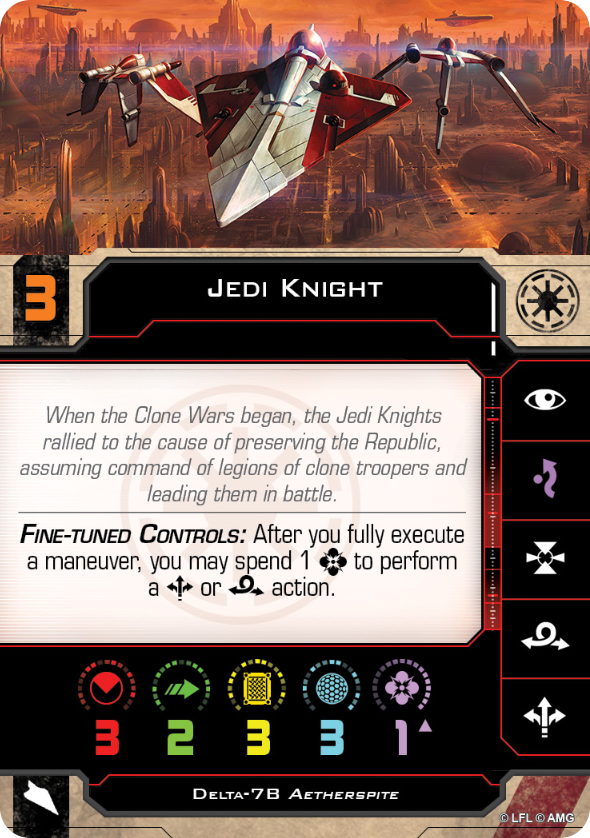 3
JEDI KNIGHT
When the Clone Wars began, the Jedi Knights
rallied to the cause of preserving the Republic,
assuming command of legions of clone troopers and
leading them in battle.
FINE-TUNED CONTROLS: After you fully execute
a maneuver, you may spend 1 to perform
a or action.
3 2 3 3 1
DELTA-7B AETHERSPITE
© LFL © AMG